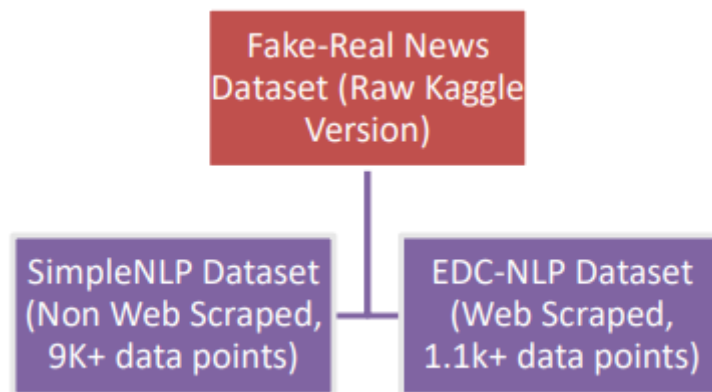 Fake-Real News
Dataset (Raw Kaggle
Version)
SimpleNLP Dataset
(Non Web Scraped,
9K+ data points)
EDC-NLP Dataset
(Web Scraped,
1.1k+ data points)